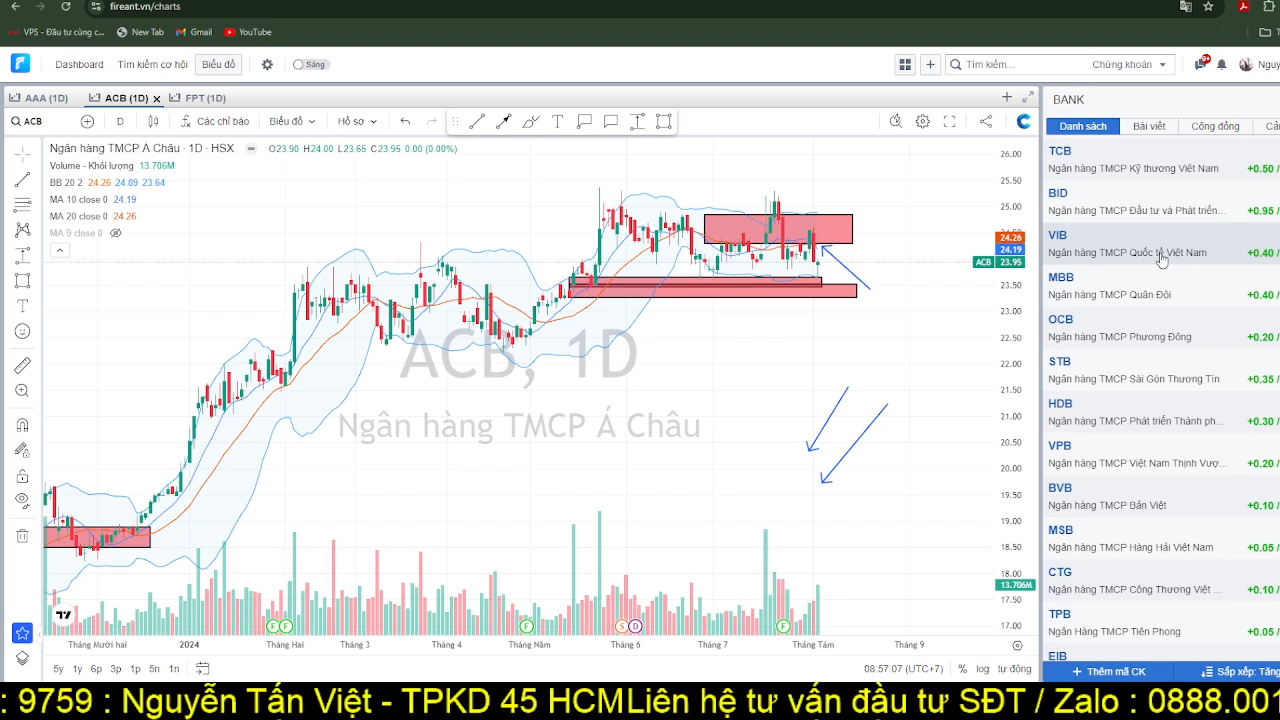 fireant.vn/charts
VPS - Đầu tư cùng c...
New Tab
Gmail
YouTube
Dashboard
Tìm kiếm cơ hội
Biểu đồ
Sáng
Tìm kiếm...
Chứng khoán
9+
AAA (1D)
ACB (1D)
FPT (1D)
ACB
D
Các chỉ báo
Biểu đồ
Hồ sơ
Ngân hàng TMCP Á Châu · 1D · HSX
O23.90 H24.00 L23.65 C23.95 0.00 (0.00%)
Volume - Khối lượng 13.706M
BB 20 2 24.26 24.89 23.64
MA 10 close 0 24.19
MA 20 close 0 24.26
MA 9 close 0
ACB, 1D
Ngân hàng TMCP Á Châu
26.00
25.50
25.00
24.50
24.26
24.19
ACB 23.95
23.50
23.00
22.50
22.00
21.50
21.00
20.50
20.00
19.50
19.00
18.50
18.00
13.706M
17.50
17.00
F F F S D F
Tháng Mười hai 2024 Tháng Hai Tháng 3 Tháng 4 Tháng Năm Tháng 6 Tháng 7 Tháng Tám Tháng 9
5y 1y 6p 3p 1p 5n 1n
08:57:07 (UTC+7) % log tự động
BANK
Danh sách
Bài viết
Cộng đồng
TCB
Ngân hàng TMCP Kỹ thương Việt Nam +0.50
BID
Ngân hàng TMCP Đầu tư và Phát triển... +0.95
VIB
Ngân hàng TMCP Quốc tế Việt Nam +0.40
MBB
Ngân hàng TMCP Quân Đội +0.40
OCB
Ngân hàng TMCP Phương Đông +0.20
STB
Ngân hàng TMCP Sài Gòn Thương Tín +0.35
HDB
Ngân hàng TMCP Phát triển Thành ph... +0.30
VPB
Ngân hàng TMCP Việt Nam Thịnh Vượ... +0.20
BVB
Ngân hàng TMCP Bản Việt +0.10
MSB
Ngân hàng TMCP Hàng Hải Việt Nam +0.05
CTG
Ngân hàng TMCP Công Thương Việt ... +0.10
TPB
Ngân Hàng TMCP Tiên Phong +0.05
EIB
Thêm mã CK
Sắp xếp: Tăng
: 9759 : Nguyễn Tấn Việt - TPKD 45 HCMLiên hệ tư vấn đầu tư SĐT / Zalo : 0888.001